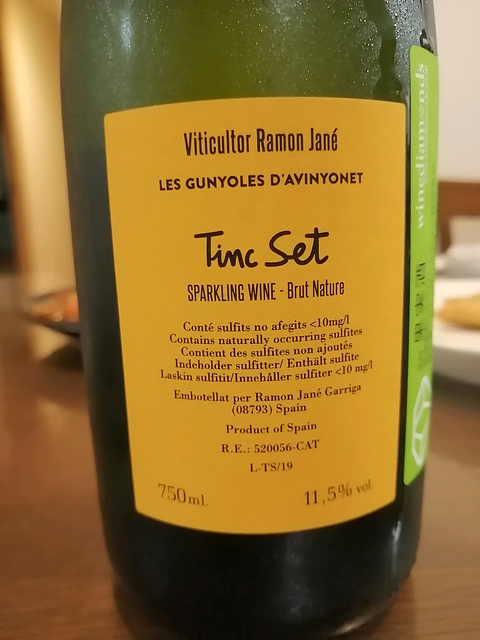 Viticultor Ramon Jané
LES GUNYOLES D'AVINYONET
Tinc Set
SPARKLING WINE - Brut Nature
Conté sulfits no afegits <10mg/l
Contains naturally occurring sulfites
Contient des sulfites non ajoutés
Indeholder sulfitter/ Enthält sulfite
Laskin sulfitit/Innehåller sulfiter <10 mg/l
Embotellat per Ramon Jané Garriga
(08793) Spain
Product of Spain
R.E.: 520056-CAT
L-TS/19
750mL
11,5% vol.
winediamonds